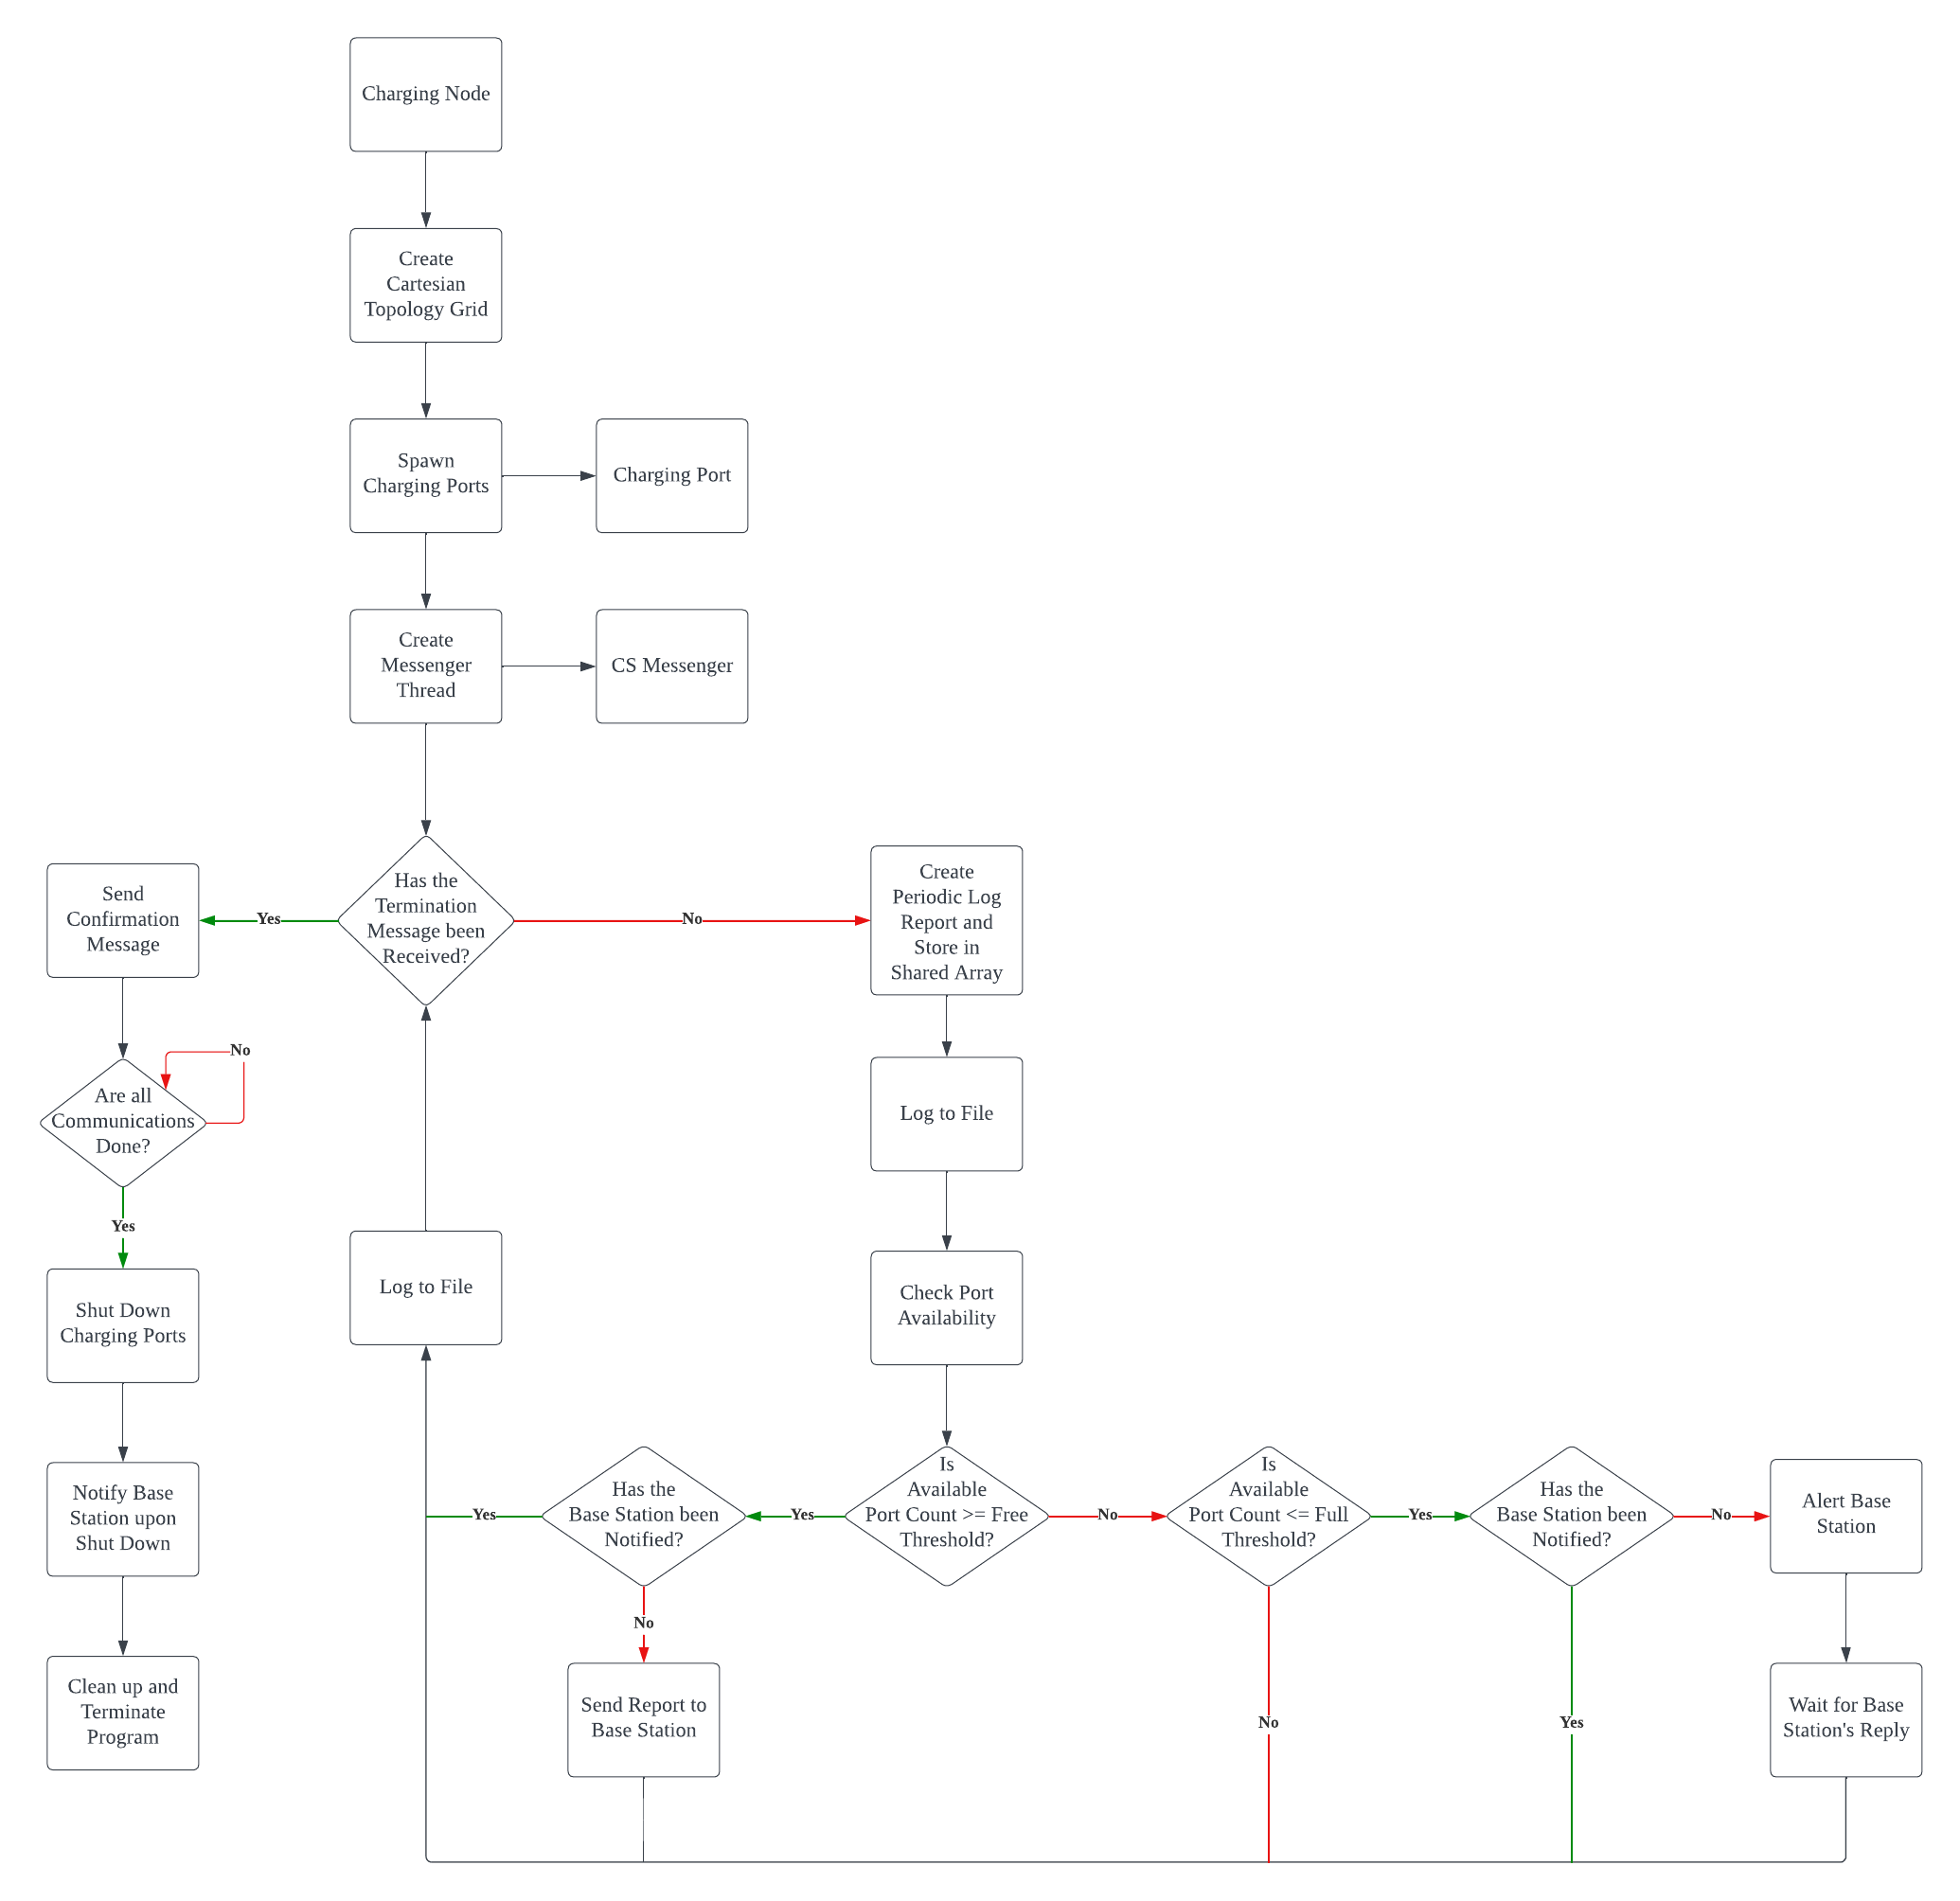 Charging Node
Create
Cartesian
Topology Grid
Spawn
Charging Ports
Charging Port
Create
Messenger
Thread
CS Messenger
Has the
Termination
Message been
Received?
Yes
No
Send
Confirmation
Message
Create
Periodic Log
Report and
Store in
Shared Array
Are all
Communications
Done?
No
Yes
Log to File
Shut Down
Charging Ports
Log to File
Check Port
Availability
Notify Base
Station upon
Shut Down
Clean up and
Terminate
Program
Is
Available
Port Count >= Free
Threshold?
Yes
No
Has the
Base Station been
Notified?
Yes
No
Send Report to
Base Station
Is
Available
Port Count <= Full
Threshold?
Yes
No
Has the
Base Station been
Notified?
No
Yes
Alert Base
Station
Wait for Base
Station's Reply